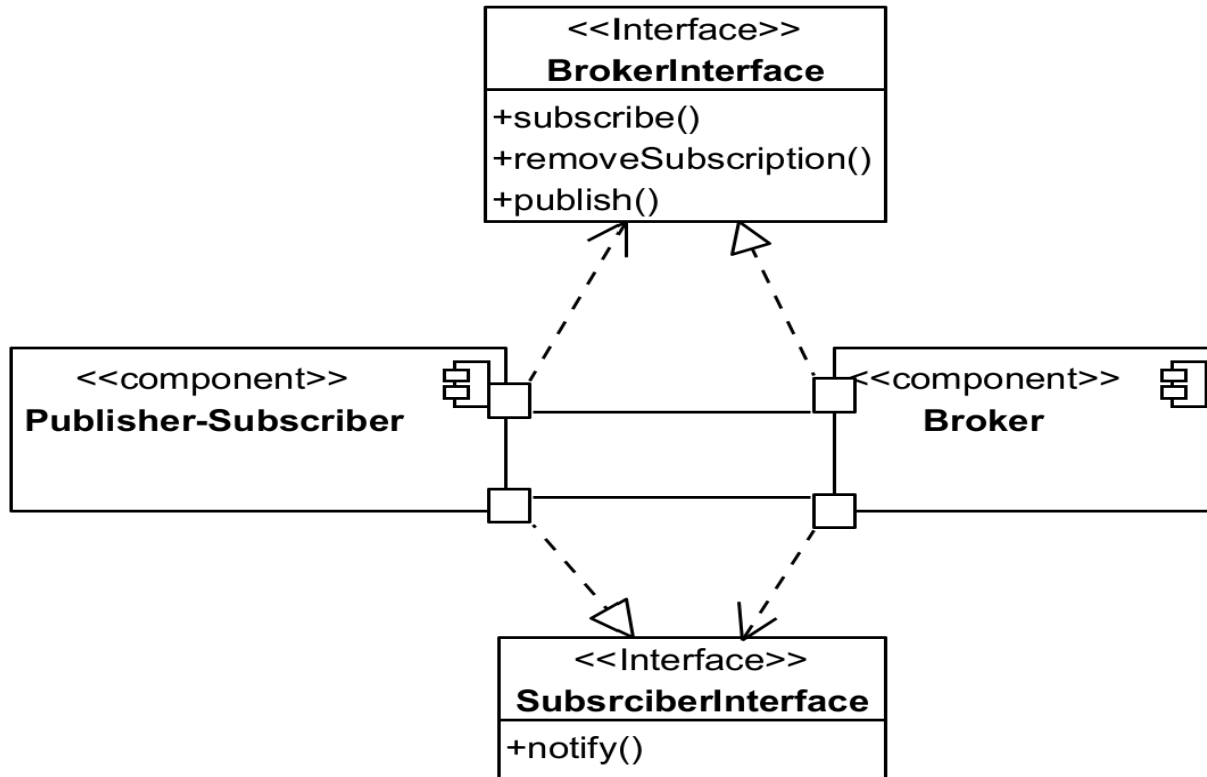 <<Interface>>
BrokerInterface
+subscribe()
+removeSubscription()
+publish()
<<component>>
Publisher-Subscriber
<<component>>
Broker
<<Interface>>
SubsrciberInterface
+notify()